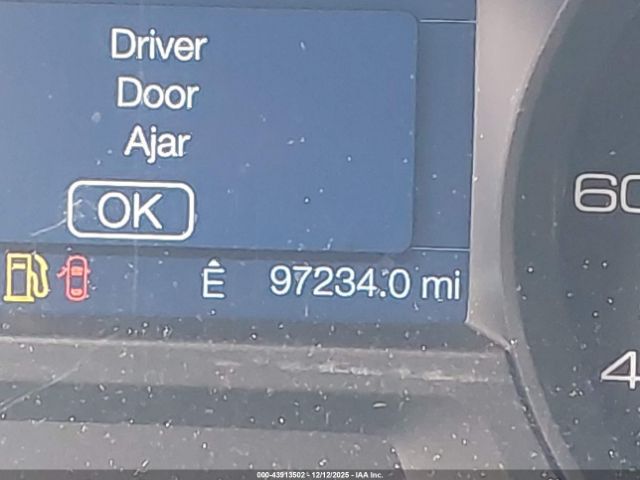 Driver
Door
Ajar
OK
60
Ê 97234.0 mi
4
000-43913502 - 12/12/2025 - IAA Inc.